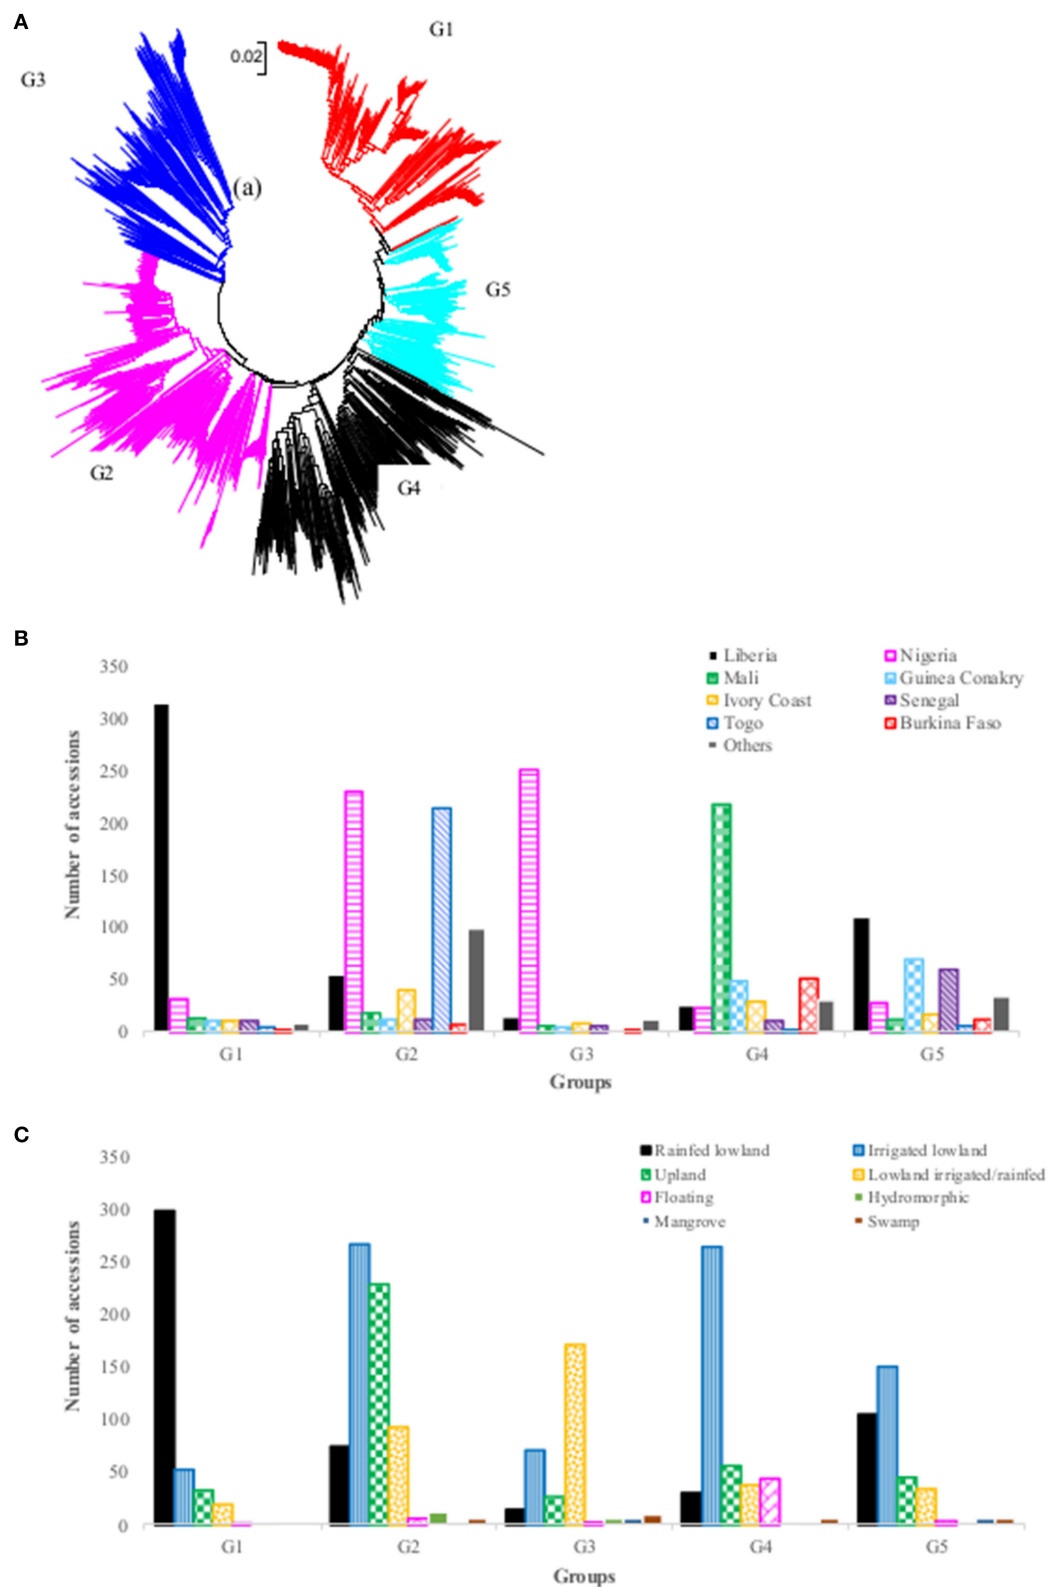 A
G1
G3
0.02
(a)
G5
G2
G4
B
Liberia
Nigeria
Mali
Guinea Conakry
Ivory Coast
Senegal
Togo
Burkina Faso
Others
350
300
250
200
150
100
50
0
Number of accessions
G1 G2 G3 G4 G5
Groups
C
Rainfed lowland
Irrigated lowland
Upland
Lowland irrigated/rainfed
Floating
Hydromorphic
Mangrove
Swamp
350
300
250
200
150
100
50
0
Number of accessions
G1 G2 G3 G4 G5
Groups